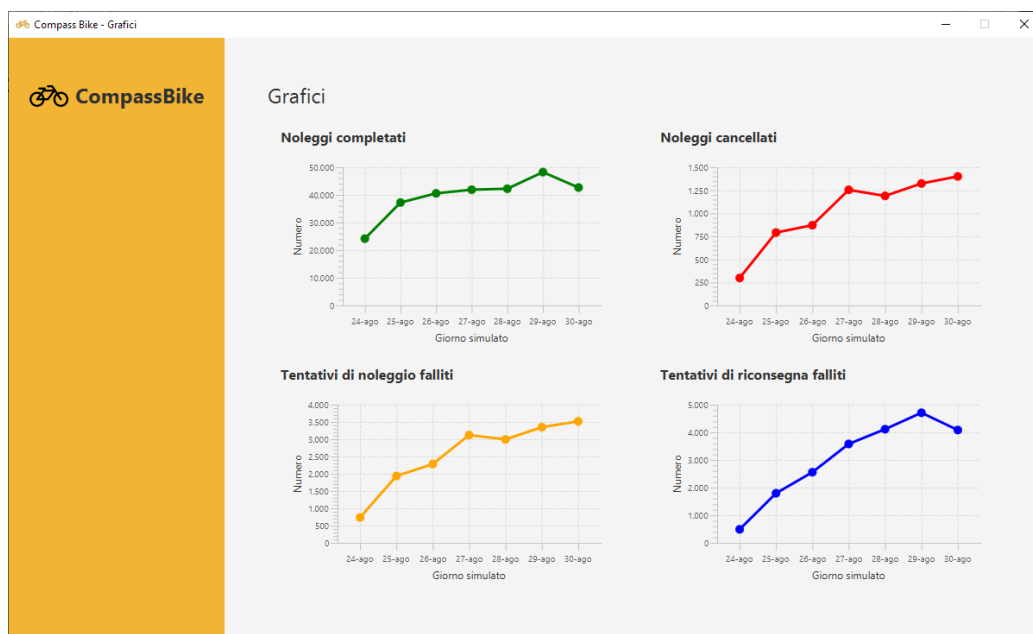 Compass Bike - Grafici
CompassBike
Grafici
Noleggi completati
50.000
40.000
30.000
20.000
10.000
0
Numero
24-ago 25-ago 26-ago 27-ago 28-ago 29-ago 30-ago
Giorno simulato
Noleggi cancellati
1.500
1.250
1.000
750
500
250
0
Numero
24-ago 25-ago 26-ago 27-ago 28-ago 29-ago 30-ago
Giorno simulato
Tentativi di noleggio falliti
4.000
3.500
3.000
2.500
2.000
1.500
1.000
500
0
Numero
24-ago 25-ago 26-ago 27-ago 28-ago 29-ago 30-ago
Giorno simulato
Tentativi di riconsegna falliti
5.000
4.000
3.000
2.000
1.000
0
Numero
24-ago 25-ago 26-ago 27-ago 28-ago 29-ago 30-ago
Giorno simulato